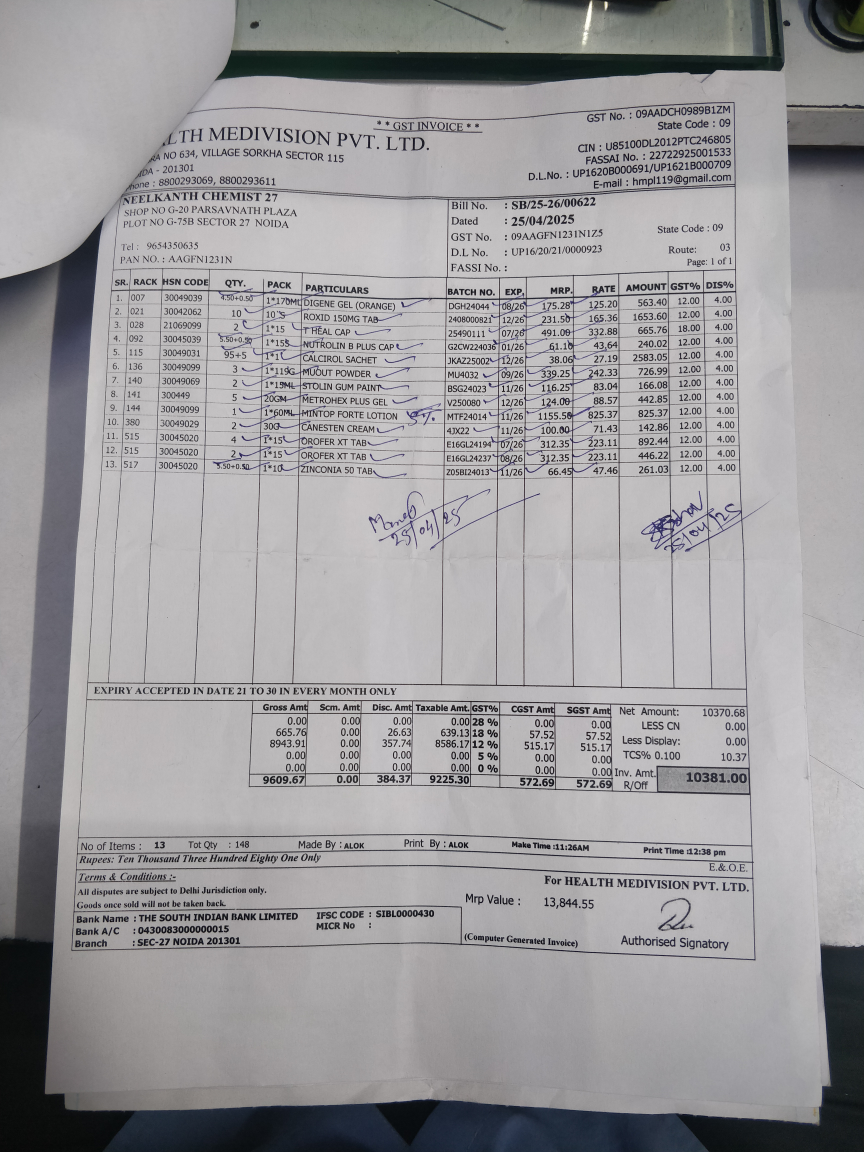 * * GST INVOICE * *
GST No. : 09AADCH0989B1ZM
State Code : 09
LTH MEDIVISION PVT. LTD.
CIN : U85100DL2012PTC246805
NO 634, VILLAGE SORKHA SECTOR 115
FASSAI No. : 22722925001533
DA - 201301
D.L.No. : UP1620B000691/UP1621B000709
hone : 8800293069, 8800293611
E-mail : hmpl119@gmail.com
NEELKANTH CHEMIST 27
SHOP NO G-20 PARSAVNATH PLAZA
PLOT NO G-75B SECTOR 27 NOIDA
Tel : 9654350635
PAN NO. : AAGFN1231N
Bill No. : SB/25-26/00622
Dated : 25/04/2025
GST No. : 09AAGFN1231N1Z5 State Code : 09
D.L No. : UP16/20/21/0000923 Route: 03
FASSI No. : Page: 1 of 1
SR. RACK HSN CODE QTY. PACK PARTICULARS BATCH NO. EXP. MRP. RATE AMOUNT GST% DIS%
1. 007 30049039 4.50+0.50 1*170ML DIGENE GEL (ORANGE) DGH24044 08/26 175.28 125.20 563.40 12.00 4.00
2. 021 30042062 10 10'S ROXID 150MG TAB 2408000821 12/26 231.50 165.36 1653.60 12.00 4.00
3. 028 21069099 2 1*15 T HEAL CAP 25490111 07/26 491.00 332.88 665.76 18.00 4.00
4. 092 30045039 5.50+0.50 1*15S NUTROLIN B PLUS CAP G2CW224036 01/26 61.10 43.64 240.02 12.00 4.00
5. 115 30049031 95+5 1*1 CALCIROL SACHET JKAZ25002 12/26 38.06 27.19 2583.05 12.00 4.00
6. 136 30049099 3 1*119G MUOUT POWDER MU4032 09/26 339.25 242.33 726.99 12.00 4.00
7. 140 30049069 2 1*15ML STOLIN GUM PAINT BSG24023 11/26 116.25 83.04 166.08 12.00 4.00
8. 141 300449 5 20GM METROHEX PLUS GEL V250080 12/26 124.00 88.57 442.85 12.00 4.00
9. 144 30049099 1 1*60ML MINTOP FORTE LOTION 5% MTF24014 11/26 1155.50 825.37 825.37 12.00 4.00
10. 380 30049029 2 30G CANESTEN CREAM 4JX22 11/26 100.00 71.43 142.86 12.00 4.00
11. 515 30045020 4 1*15 OROFER XT TAB E16GL24194 07/26 312.35 223.11 892.44 12.00 4.00
12. 515 30045020 2 1*15 OROFER XT TAB E16GL24237 08/26 312.35 223.11 446.22 12.00 4.00
13. 517 30045020 5.50+0.50 1*10 ZINCONIA 50 TAB Z0SBI24013 11/26 66.45 47.46 261.03 12.00 4.00
25/04/25
25/04/25
EXPIRY ACCEPTED IN DATE 21 TO 30 IN EVERY MONTH ONLY
Gross Amt Scm. Amt Disc. Amt Taxable Amt. GST% CGST Amt SGST Amt
0.00 0.00 0.00 0.00 28 % 0.00 0.00
665.76 0.00 26.63 639.13 18 % 57.52 57.52
8943.91 0.00 357.74 8586.17 12 % 515.17 515.17
0.00 0.00 0.00 0.00 5 % 0.00 0.00
0.00 0.00 0.00 0.00 0 % 0.00 0.00
9609.67 0.00 384.37 9225.30 572.69 572.69
Net Amount: 10370.68
LESS CN 0.00
Less Display: 0.00
TCS% 0.100 10.37
Inv. Amt. R/Off 10381.00
No of Items : 13 Tot Qty : 148 Made By : ALOK Print By : ALOK Make Time :11:26AM Print Time :12:38 pm
Rupees: Ten Thousand Three Hundred Eighty One Only
E.&O.E.
Terms & Conditions :-
All disputes are subject to Delhi Jurisdiction only.
Goods once sold will not be taken back.
Bank Name : THE SOUTH INDIAN BANK LIMITED IFSC CODE : SIBL0000430
Bank A/C : 0430083000000015 MICR No :
Branch : SEC-27 NOIDA 201301
For HEALTH MEDIVISION PVT. LTD.
Mrp Value : 13,844.55
(Computer Generated Invoice)
Authorised Signatory